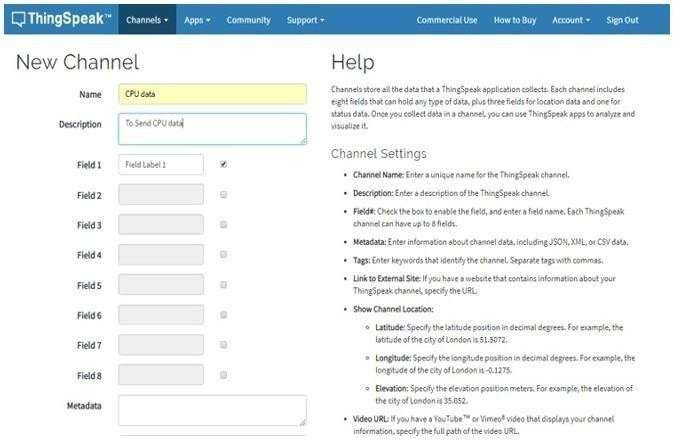 ThingSpeak™ Channels Apps Community Support Commercial Use How to Buy Account Sign Out
New Channel
Name CPU data
Description To Send CPU data
Field 1 Field Label 1
Field 2
Field 3
Field 4
Field 5
Field 6
Field 7
Field 8
Metadata
Help
Channels store all the data that a ThingSpeak application collects. Each channel includes
eight fields that can hold any type of data, plus three fields for location data and one for
status data. Once you collect data in a channel, you can use ThingSpeak apps to analyze and
visualize it.
Channel Settings
• Channel Name: Enter a unique name for the ThingSpeak channel.
• Description: Enter a description of the ThingSpeak channel.
• Field#: Check the box to enable the field, and enter a field name. Each ThingSpeak
channel can have up to 8 fields.
• Metadata: Enter information about channel data, including JSON, XML, or CSV data.
• Tags: Enter keywords that identify the channel. Separate tags with commas.
• Link to External Site: If you have a website that contains information about your
ThingSpeak channel, specify the URL.
• Show Channel Location:
Latitude: Specify the latitude position in decimal degrees. For example, the
latitude of the city of London is 51.5072.
Longitude: Specify the longitude position in decimal degrees. For example, the
longitude of the city of London is -0.1275.
Elevation: Specify the elevation position meters. For example, the elevation of
the city of London is 35.052.
• Video URL: If you have a YouTube™ or Vimeo® video that displays your channel
information, specify the full path of the video URL.